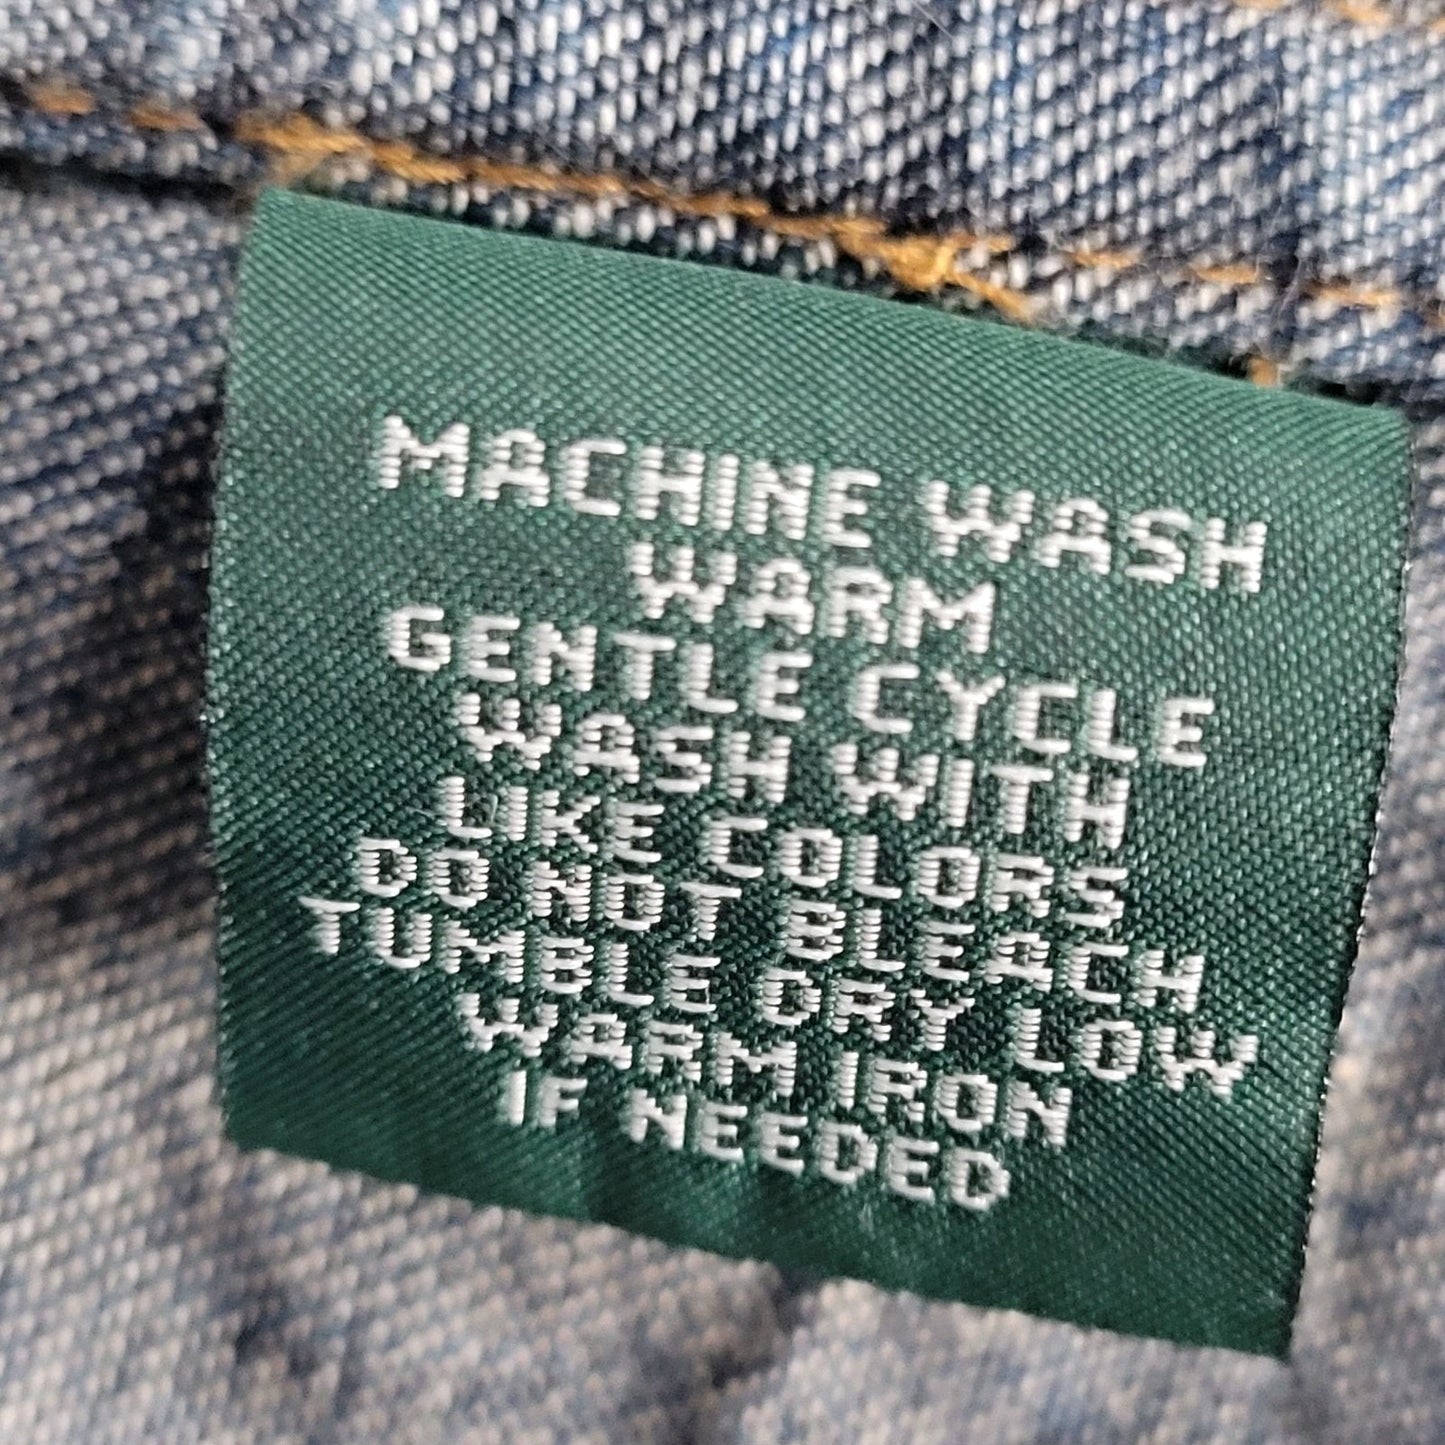 MACHINE WASH
WARM
GENTLE CYCLE
WASH WITH
LIKE COLORS
DO NOT BLEACH
TUMBLE DRY LOW
WARM IRON
IF NEEDED